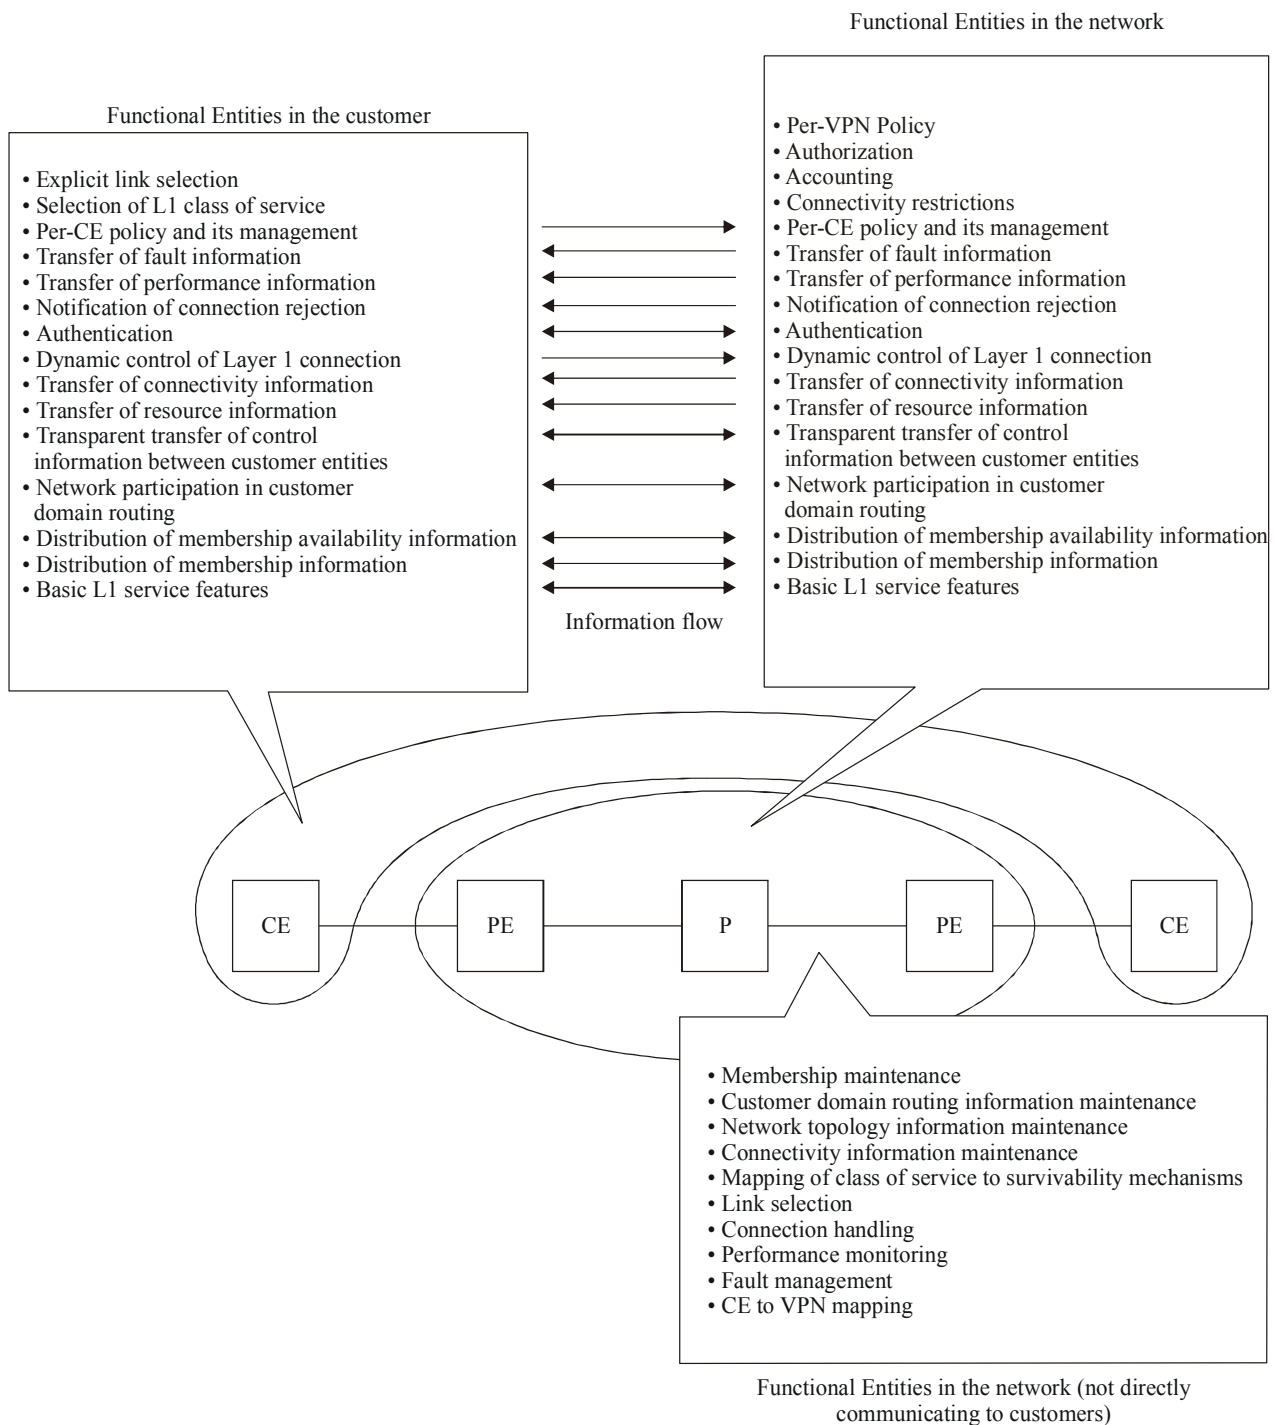 Functional Entities in the network
Functional Entities in the customer
• Explicit link selection
• Selection of L1 class of service
• Per-CE policy and its management
• Transfer of fault information
• Transfer of performance information
• Notification of connection rejection
• Authentication
• Dynamic control of Layer 1 connection
• Transfer of connectivity information
• Transfer of resource information
• Transparent transfer of control
information between customer entities
• Network participation in customer
domain routing
• Distribution of membership availability information
• Distribution of membership information
• Basic L1 service features
Information flow
• Per-VPN Policy
• Authorization
• Accounting
• Connectivity restrictions
• Per-CE policy and its management
• Transfer of fault information
• Transfer of performance information
• Notification of connection rejection
• Authentication
• Dynamic control of Layer 1 connection
• Transfer of connectivity information
• Transfer of resource information
• Transparent transfer of control
information between customer entities
• Network participation in customer
domain routing
• Distribution of membership availability information
• Distribution of membership information
• Basic L1 service features
CE
PE
P
PE
CE
• Membership maintenance
• Customer domain routing information maintenance
• Network topology information maintenance
• Connectivity information maintenance
• Mapping of class of service to survivability mechanisms
• Link selection
• Connection handling
• Performance monitoring
• Fault management
• CE to VPN mapping
Functional Entities in the network (not directly
communicating to customers)